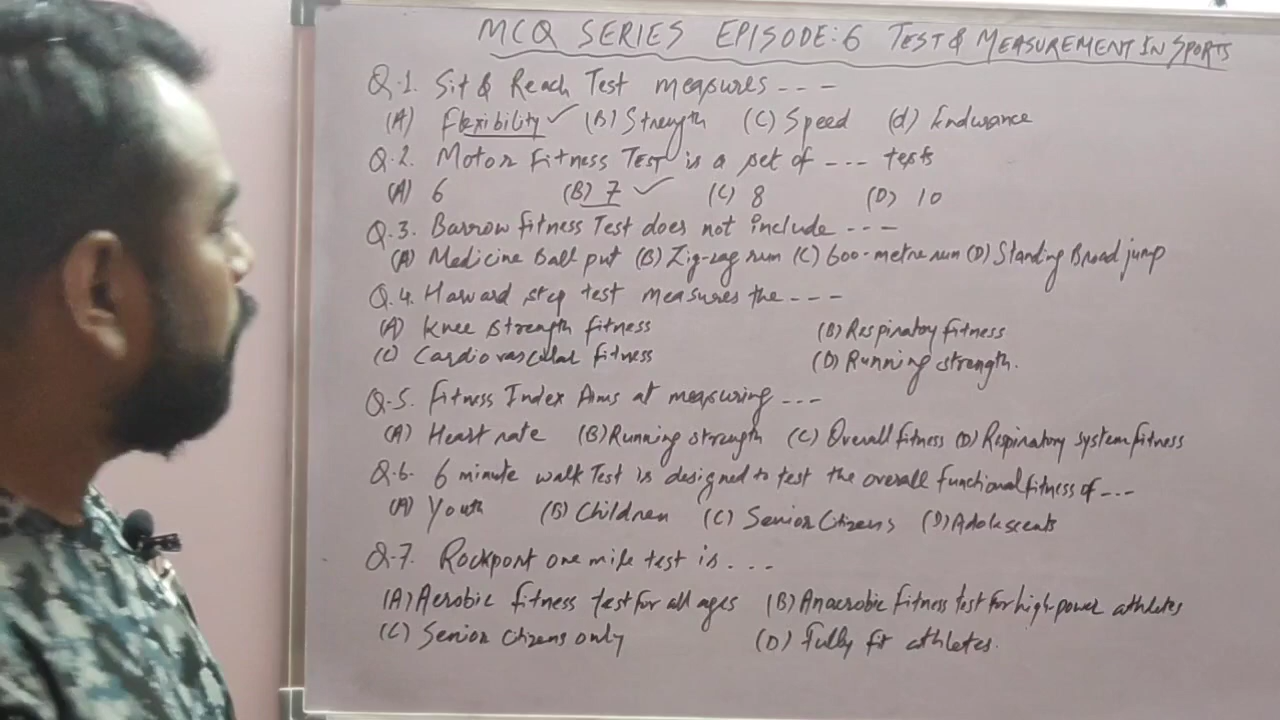 MCQ SERIES EPISODE: 6 TEST & MEASUREMENT IN SPORTS
Q.1. Sit & Reach Test measures - - -
(A) Flexibility ✓ (B) Strength (C) Speed (d) Endurance
Q.2. Motor Fitness TEST is a set of --- tests
(A) 6 (B) 7 ✓ (C) 8 (D) 10
Q.3. Barrow fitness Test does not include - - -
(A) Medicine Ball put (B) Zig-zag run (C) 600-metre run (D) Standing Broad jump
Q.4. Harward step test measures the - - -
(A) Knee strength fitness (B) Respiratory fitness
(C) Cardiovascular fitness (D) Running strength.
Q.5. Fitness Index Aims at measuring - - -
(A) Heart rate (B) Running strength (C) Overall fitness (D) Respiratory system fitness
Q.6. 6 minute walk Test is designed to test the overall functional fitness of - - -
(A) Youth (B) Children (C) Senior Citizens (D) Adolescents
Q.7. Rockport one mile test is . . .
(A) Aerobic fitness test for all ages (B) Anaerobic fitness test for high-power athletes
(C) Senior citizens only (D) Fully fit athletes.